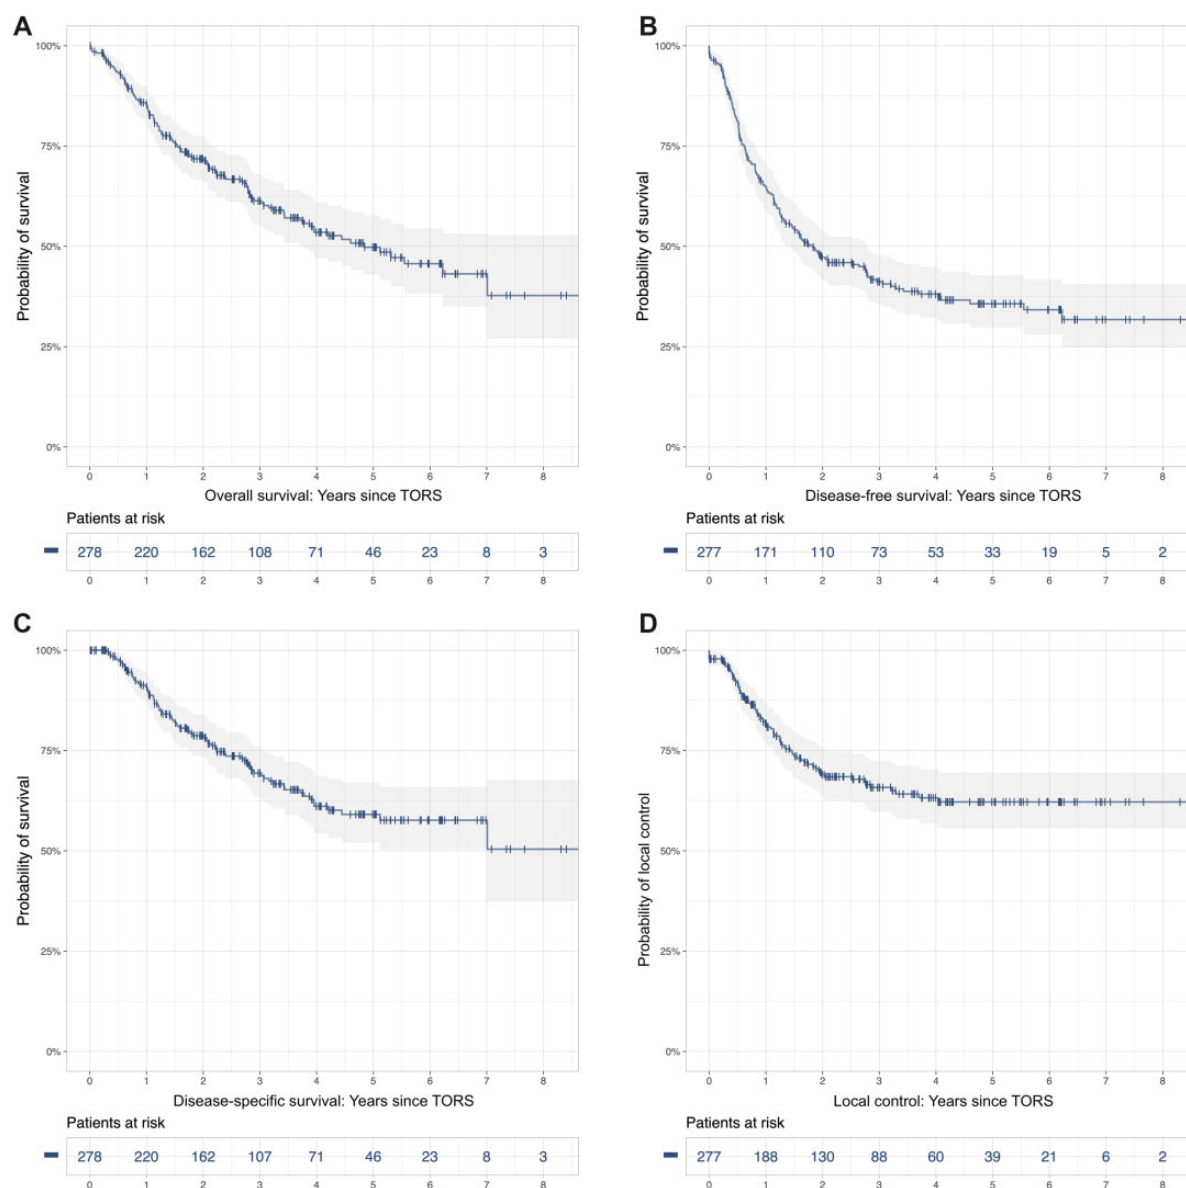 A
Probability of survival
100%
75%
50%
25%
0%
0 1 2 3 4 5 6 7 8
Overall survival: Years since TORS
Patients at risk
278 220 162 108 71 46 23 8 3
0 1 2 3 4 5 6 7 8
B
Probability of survival
100%
75%
50%
25%
0%
0 1 2 3 4 5 6 7 8
Disease-free survival: Years since TORS
Patients at risk
277 171 110 73 53 33 19 5 2
0 1 2 3 4 5 6 7 8
C
Probability of survival
100%
75%
50%
25%
0%
0 1 2 3 4 5 6 7 8
Disease-specific survival: Years since TORS
Patients at risk
278 220 162 107 71 46 23 8 3
0 1 2 3 4 5 6 7 8
D
Probability of local control
100%
75%
50%
25%
0%
0 1 2 3 4 5 6 7 8
Local control: Years since TORS
Patients at risk
277 188 130 88 60 39 21 6 2
0 1 2 3 4 5 6 7 8